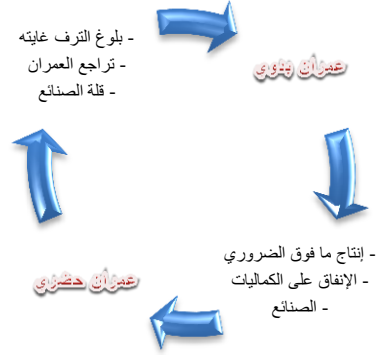 - بلوغ الترف غايته
- تراجع العمران
- قلة الصنائع
عمران بدوي
- إنتاج ما فوق الضروري
- الإنفاق على الكماليات
- الصنائع
عمران حضري